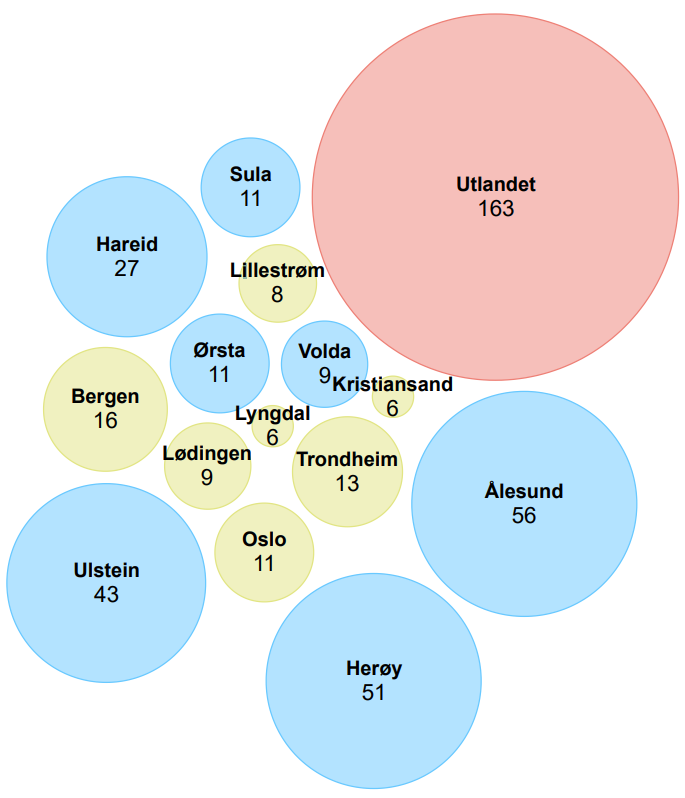 Utlandet
163
Sula
11
Hareid
27
Lillestrøm
8
Ørsta
11
Volda
9
Kristiansand
6
Bergen
16
Lyngdal
6
Lødingen
9
Trondheim
13
Ålesund
56
Oslo
11
Ulstein
43
Herøy
51